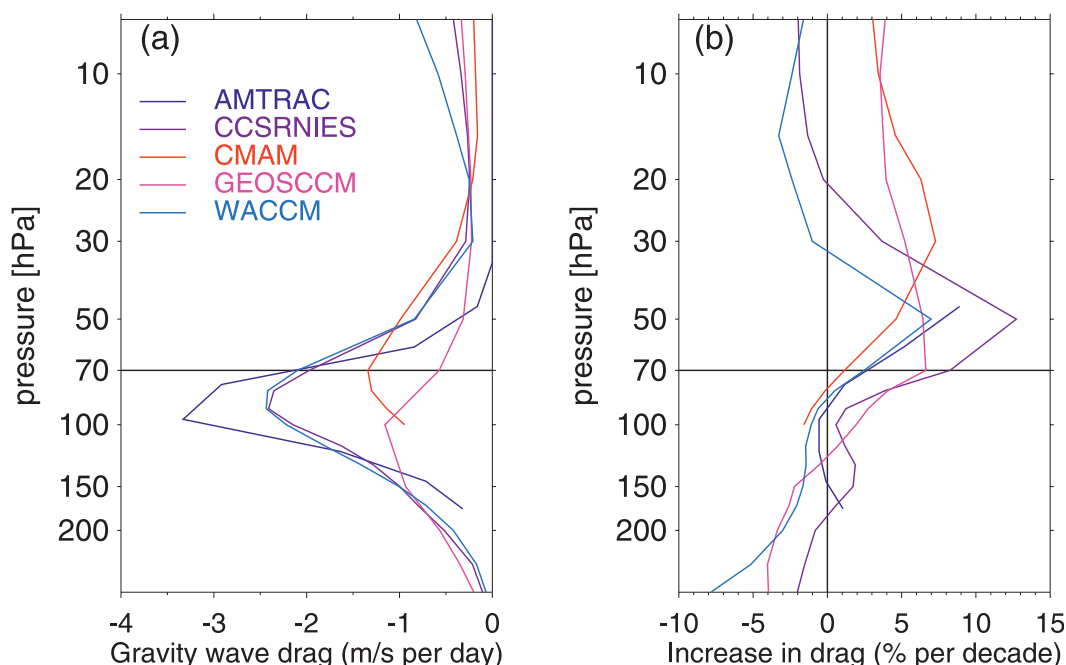 (a)
AMTRAC
CCSRNIES
CMAM
GEOSCCM
WACCM
10
20
30
50
70
100
150
200
pressure [hPa]
-4 -3 -2 -1 0
Gravity wave drag (m/s per day)
(b)
10
20
30
50
70
100
150
200
pressure [hPa]
-10 -5 0 5 10 15
Increase in drag (% per decade)